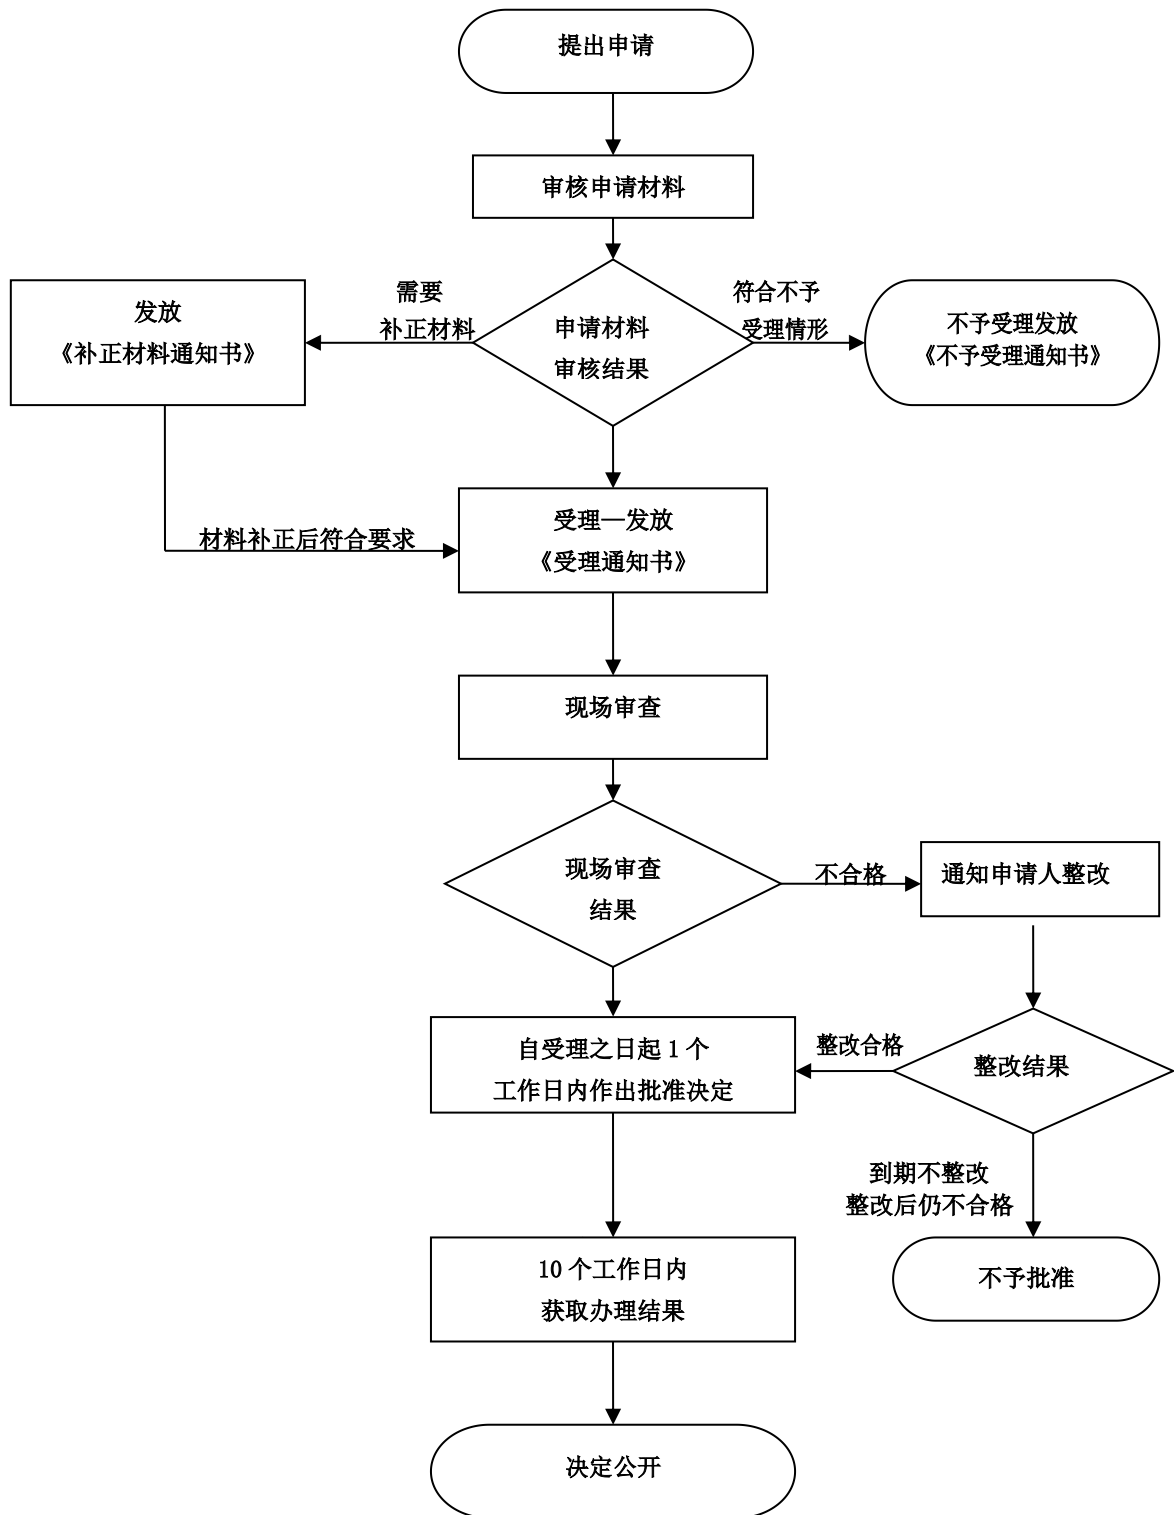 提出申请
审核申请材料
需要
补正材料
符合不予
受理情形
发放
《补正材料通知书》
申请材料
审核结果
不予受理发放
《不予受理通知书》
受理—发放
《受理通知书》
材料补正后符合要求
现场审查
现场审查
结果
不合格
通知申请人整改
自受理之日起 1 个
工作日内作出批准决定
整改合格
整改结果
到期不整改
整改后仍不合格
10 个工作日内
获取办理结果
不予批准
决定公开